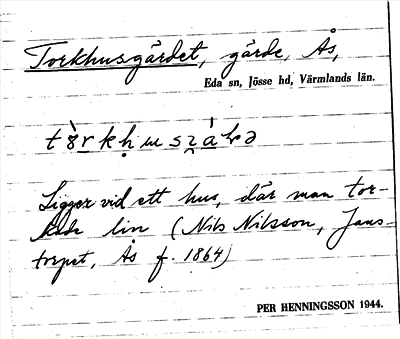 Torkhusgärdet, gärde, Ås,
Eda sn, Jösse hd, Värmlands län.
Ligger vid ett hus, där man tor-
kade lin (Nils Nilsson, Jans-
torpet, Ås f. 1864)
PER HENNINGSSON 1944.